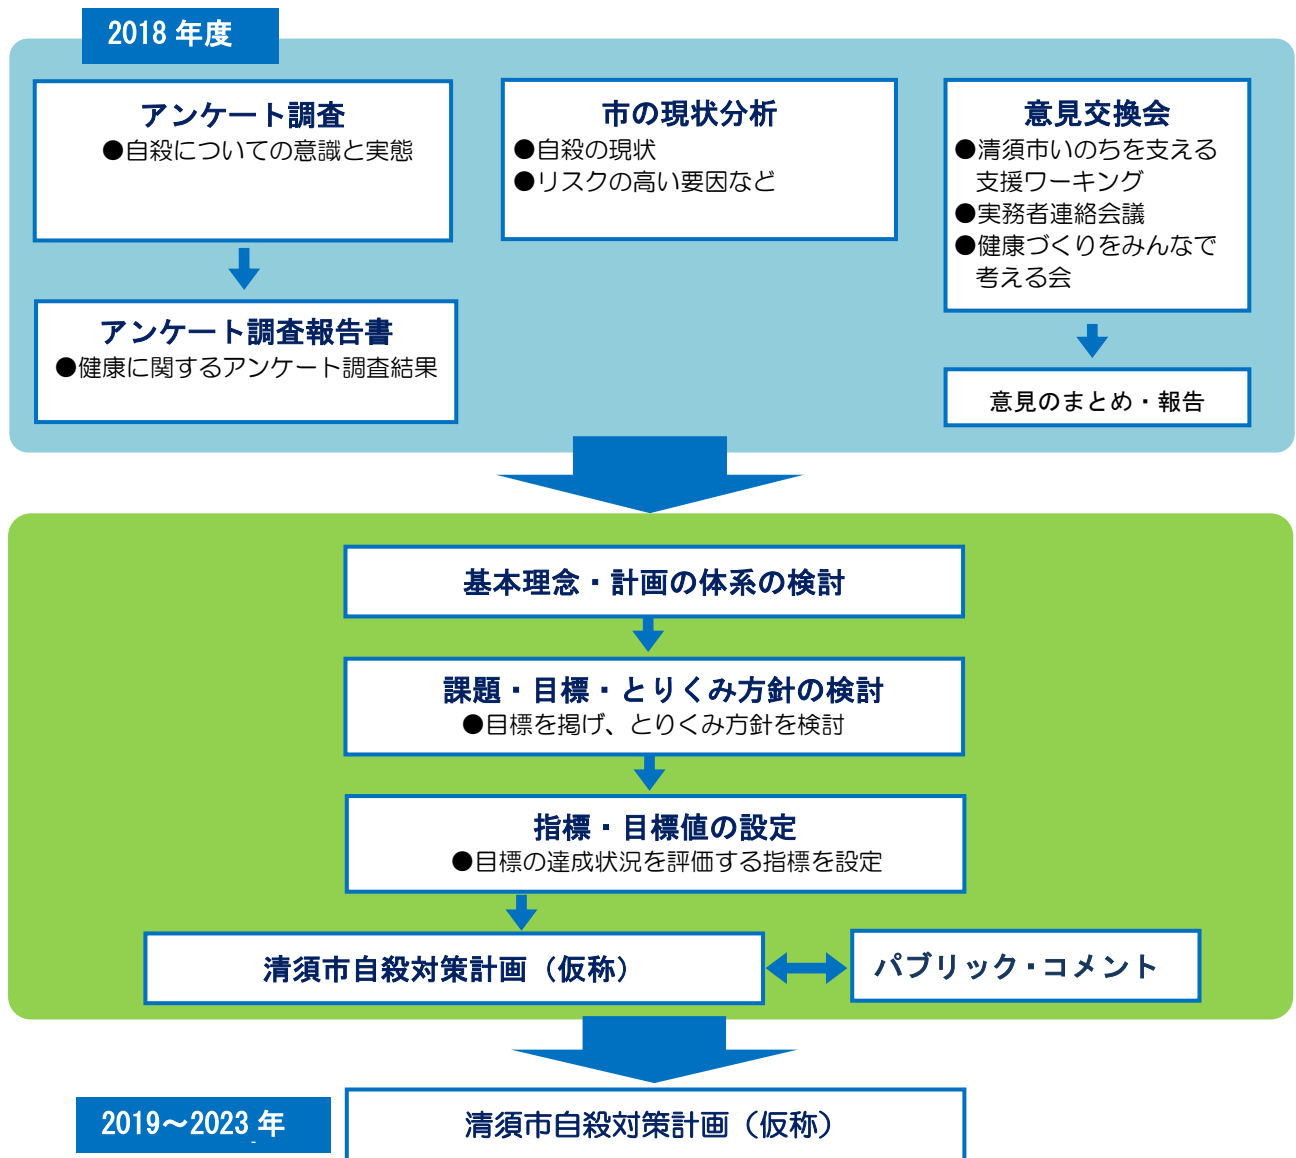 2018 年度
アンケート調査
●自殺についての意識と実態
市の現状分析
●自殺の現状
●リスクの高い要因など
意見交換会
●清須市いのちを支える
支援ワーキング
●実務者連絡会議
●健康づくりをみんなで
考える会
アンケート調査報告書
●健康に関するアンケート調査結果
意見のまとめ・報告
基本理念・計画の体系の検討
課題・目標・とりくみ方針の検討
●目標を掲げ、とりくみ方針を検討
指標・目標値の設定
●目標の達成状況を評価する指標を設定
清須市自殺対策計画（仮称）
パブリック・コメント
2019～2023 年
清須市自殺対策計画（仮称）